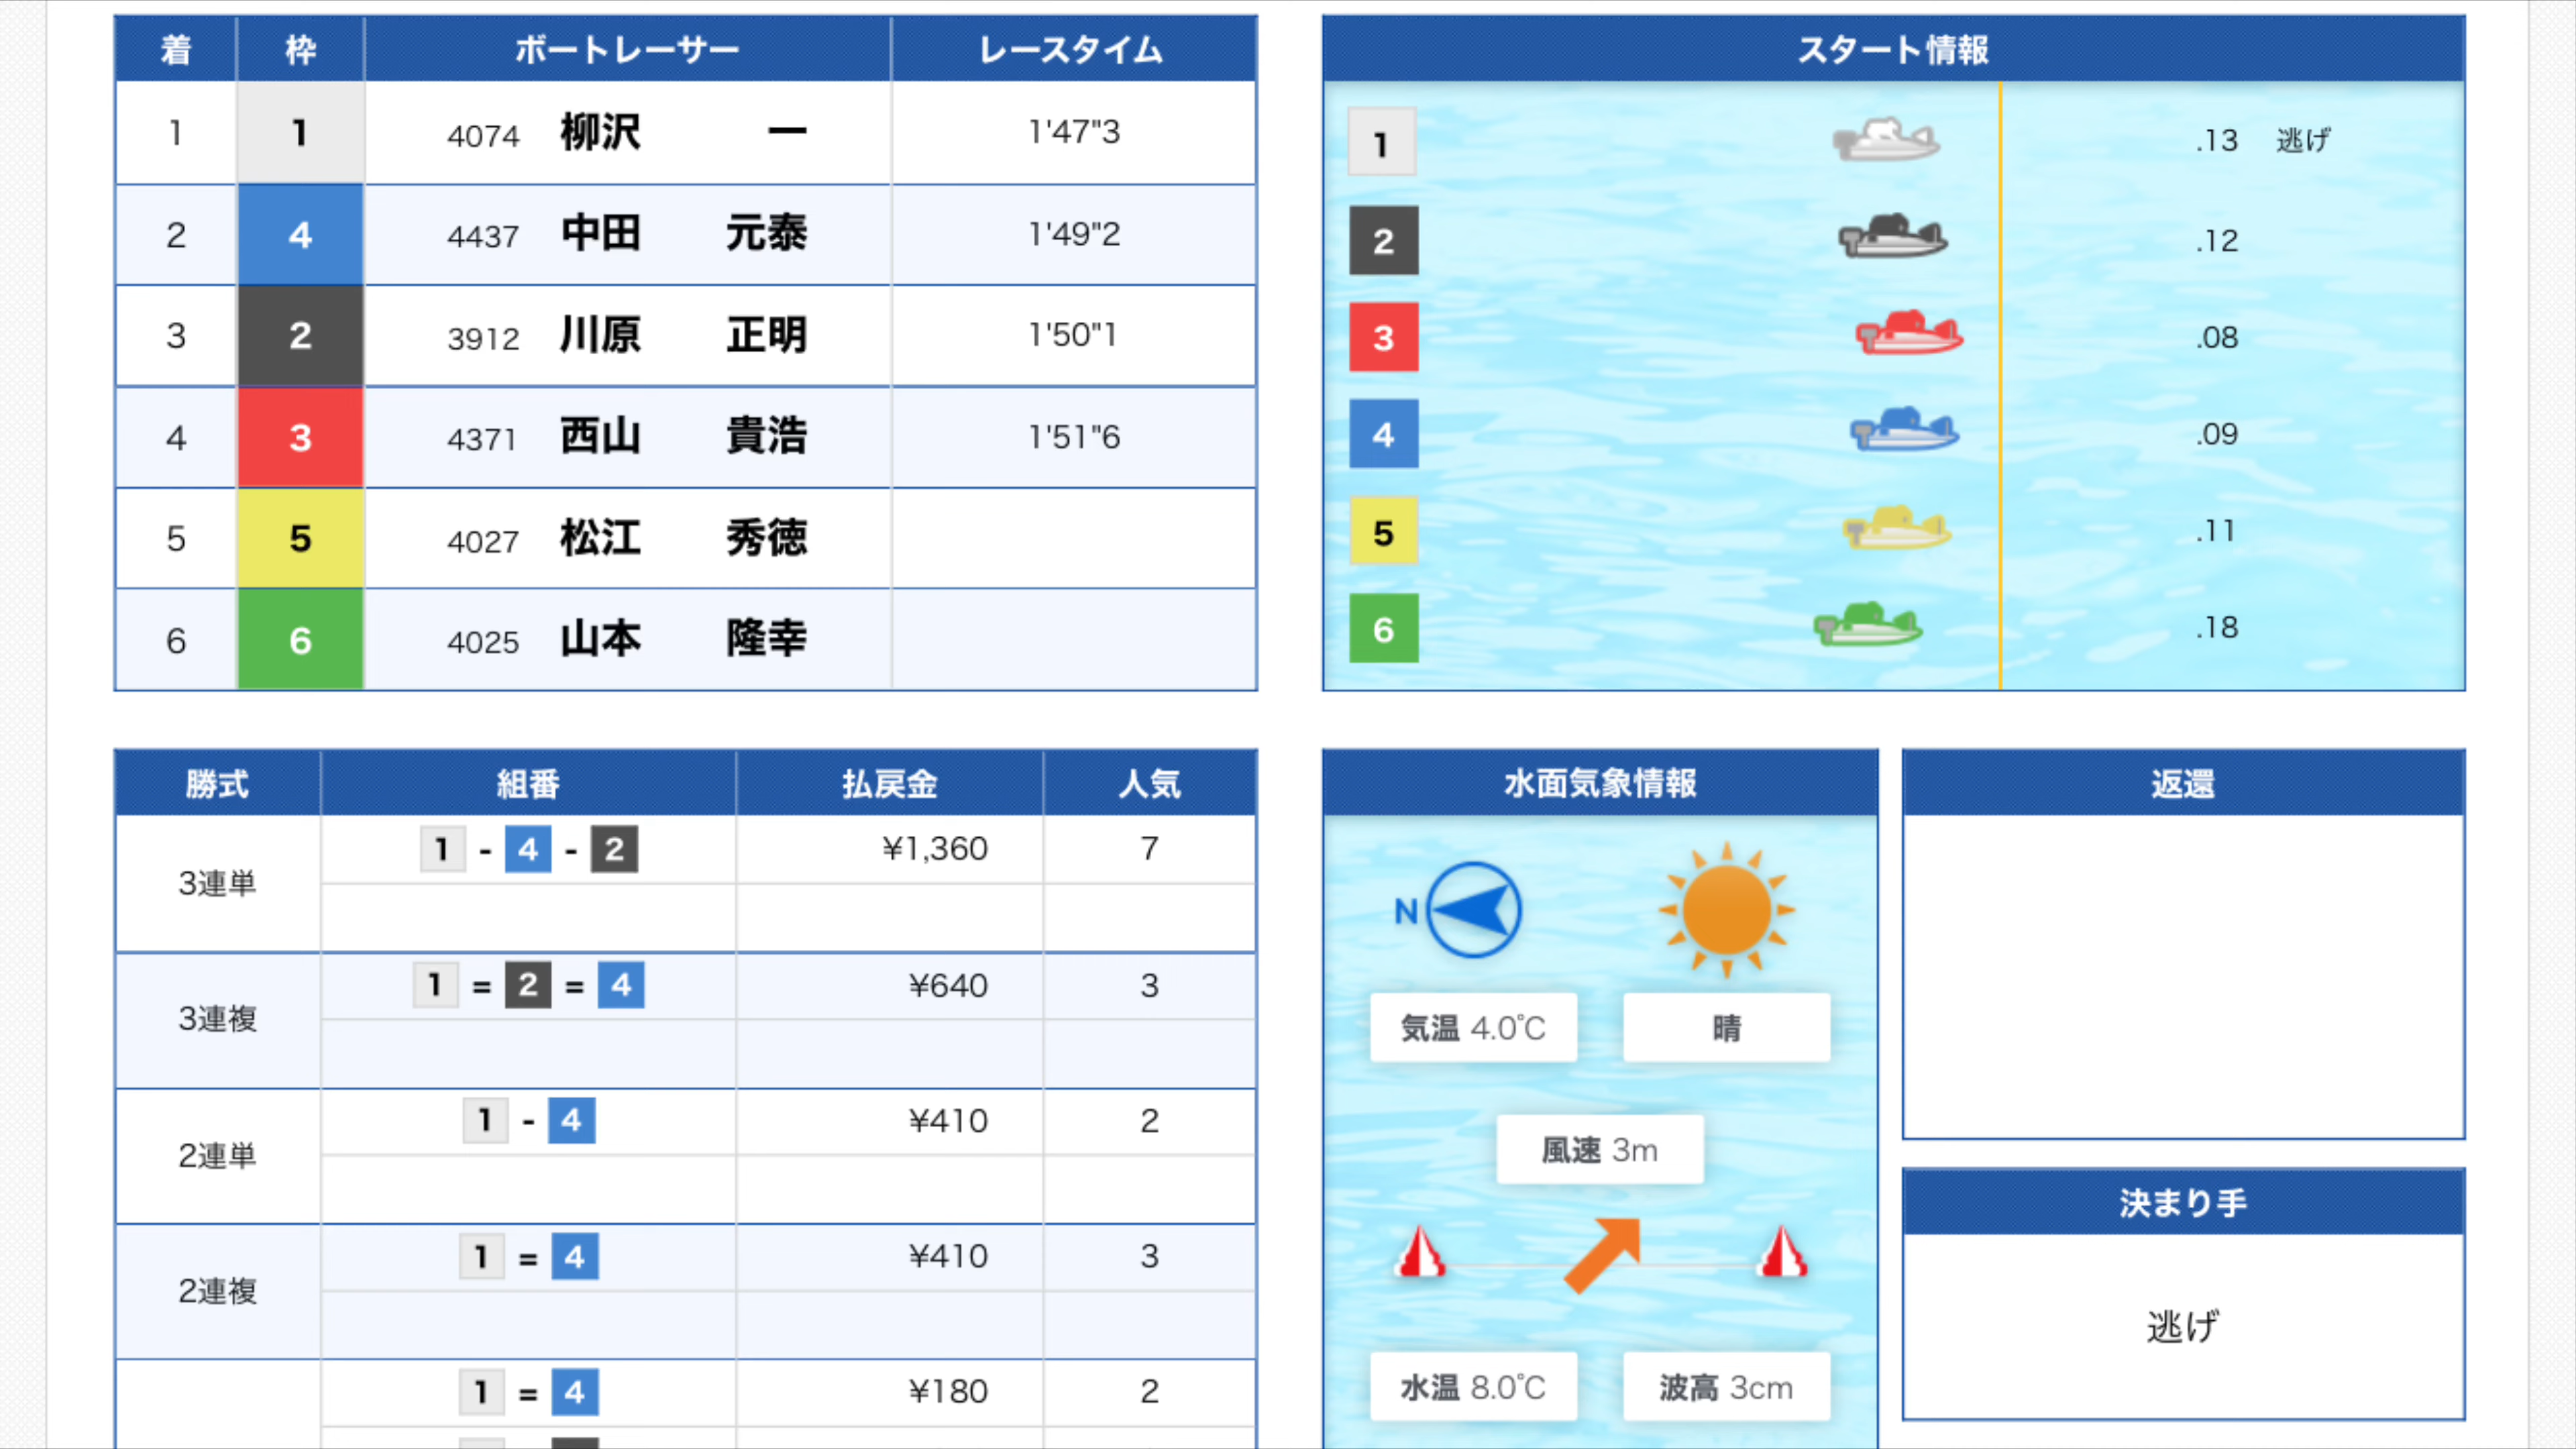 着 枠 ボートレーサー レースタイム
1 1 4074 柳沢 一 1'47"3
2 4 4437 中田 元泰 1'49"2
3 2 3912 川原 正明 1'50"1
4 3 4371 西山 貴浩 1'51"6
5 5 4027 松江 秀徳
6 6 4025 山本 隆幸
スタート情報
1 .13 逃げ
2 .12
3 .08
4 .09
5 .11
6 .18
勝式 組番 払戻金 人気
3連単 1 - 4 - 2 ¥1,360 7
3連複 1 = 2 = 4 ¥640 3
2連単 1 - 4 ¥410 2
2連複 1 = 4 ¥410 3
1 = 4 ¥180 2
水面気象情報
N
気温 4.0℃ 晴
風速 3m
水温 8.0℃ 波高 3cm
返還
決まり手
逃げ